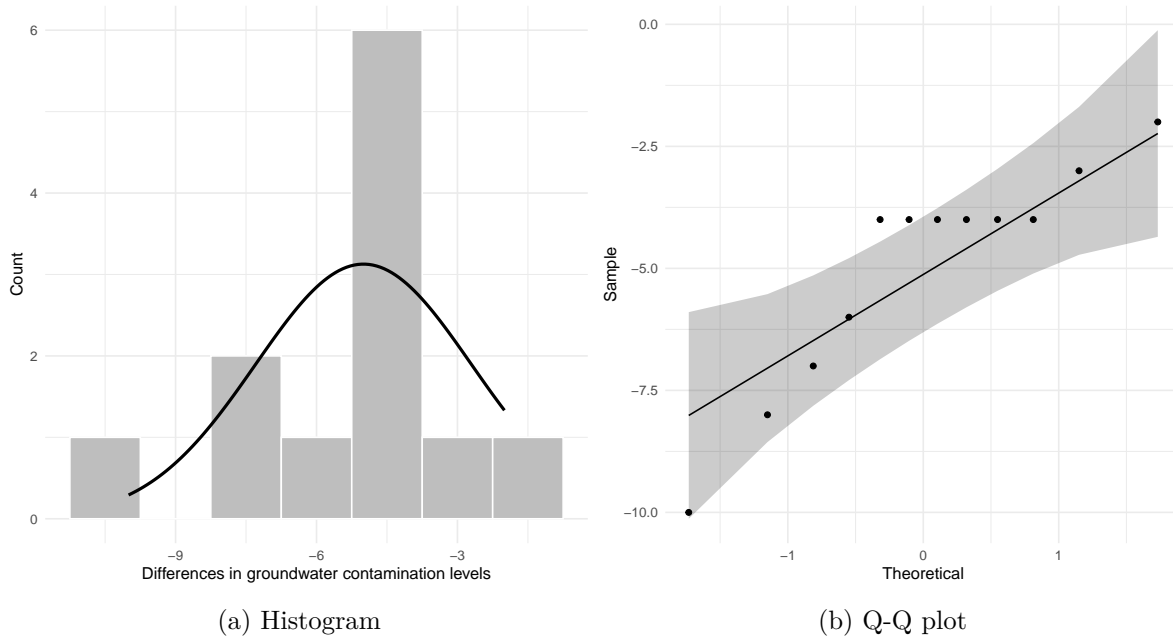 6
4
2
0
Count
−9
−6
−3
Differences in groundwater contamination levels
(a) Histogram
0.0
−2.5
−5.0
−7.5
−10.0
Sample
−1
0
1
Theoretical
(b) Q-Q plot